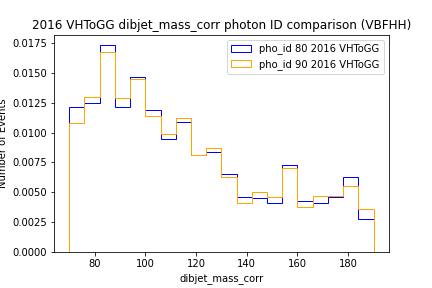 2016 VHToGG dibjet_mass_corr photon ID comparison (VBFHH)
pho_id 80 2016 VHToGG
pho_id 90 2016 VHToGG
Number of Events
0.0175
0.0150
0.0125
0.0100
0.0075
0.0050
0.0025
0.0000
80 100 120 140 160 180
dibjet_mass_corr